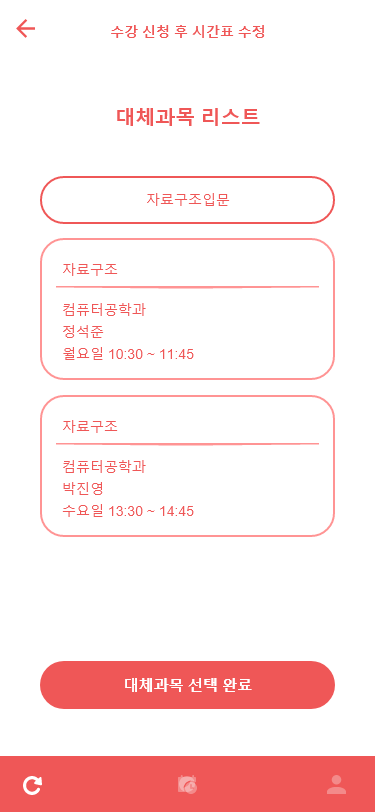 수강 신청 후 시간표 수정
대체과목 리스트
자료구조입문
자료구조
컴퓨터공학과
정석준
월요일 10:30 ~ 11:45
자료구조
컴퓨터공학과
박진영
수요일 13:30 ~ 14:45
대체과목 선택 완료